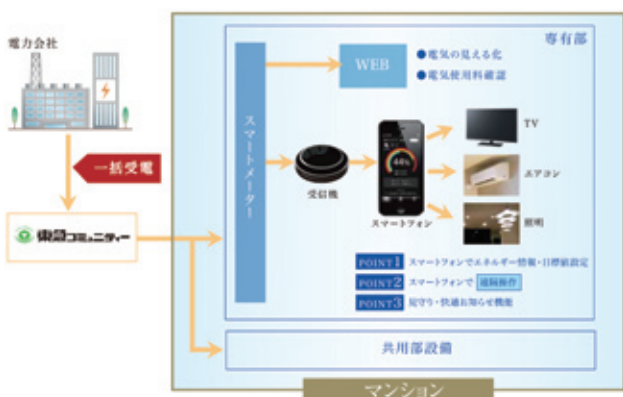 電力会社
一括受電
東急コミュニティー
専有部
スマートメーター
WEB
●電気の見える化
●電気使用料確認
受信機
44%
スマートフォン
TV
エアコン
照明
POINT1 スマートフォンでエネルギー情報・目標値設定
POINT2 スマートフォンで 遠隔操作
POINT3 見守り・快適お知らせ機能
共用部設備
マンション